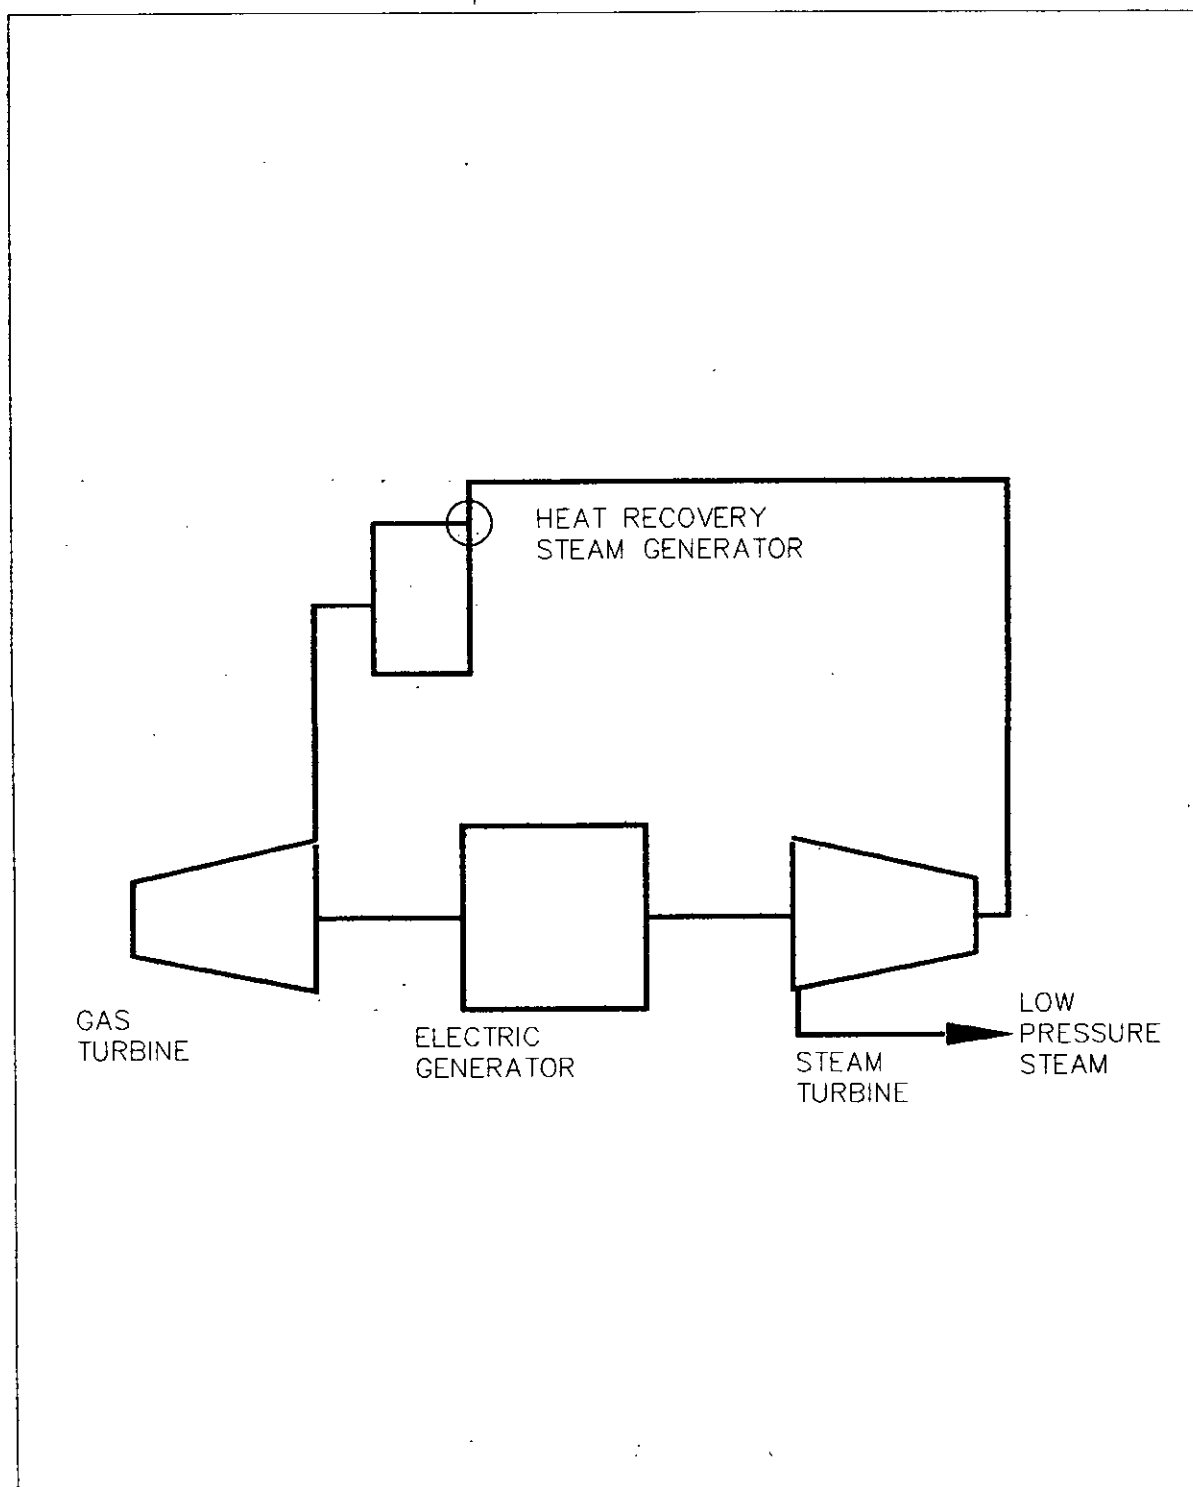 HEAT RECOVERY
STEAM GENERATOR
GAS
TURBINE
ELECTRIC
GENERATOR
STEAM
TURBINE
LOW
PRESSURE
STEAM